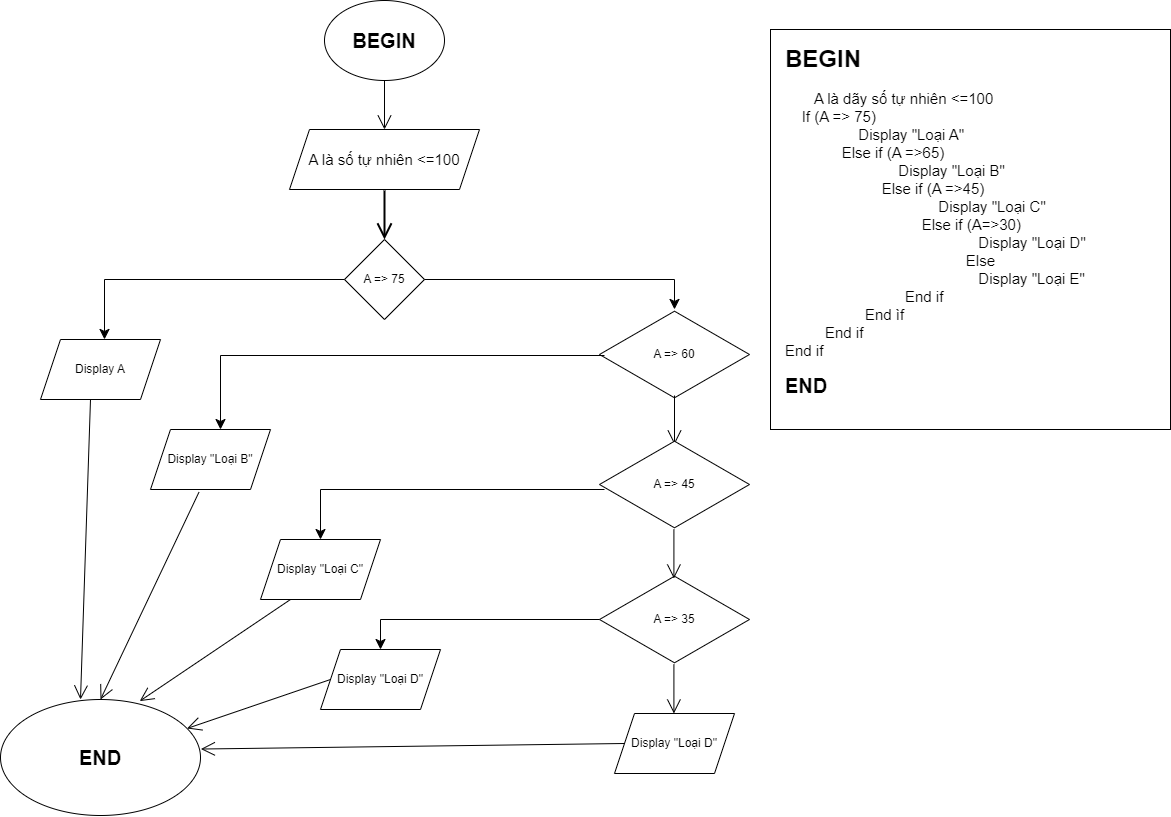 BEGIN
A là số tự nhiên <=100
A => 75
Display A
A => 60
Display "Loại B"
A => 45
Display "Loại C"
A => 35
Display "Loại D"
Display "Loại D"
END
BEGIN
A là dãy số tự nhiên <=100
If (A => 75)
Display "Loại A"
Else if (A =>65)
Display "Loại B"
Else if (A =>45)
Display "Loại C"
Else if (A=>30)
Display "Loại D"
Else
Display "Loại E"
End if
End ìf
End if
End if
END